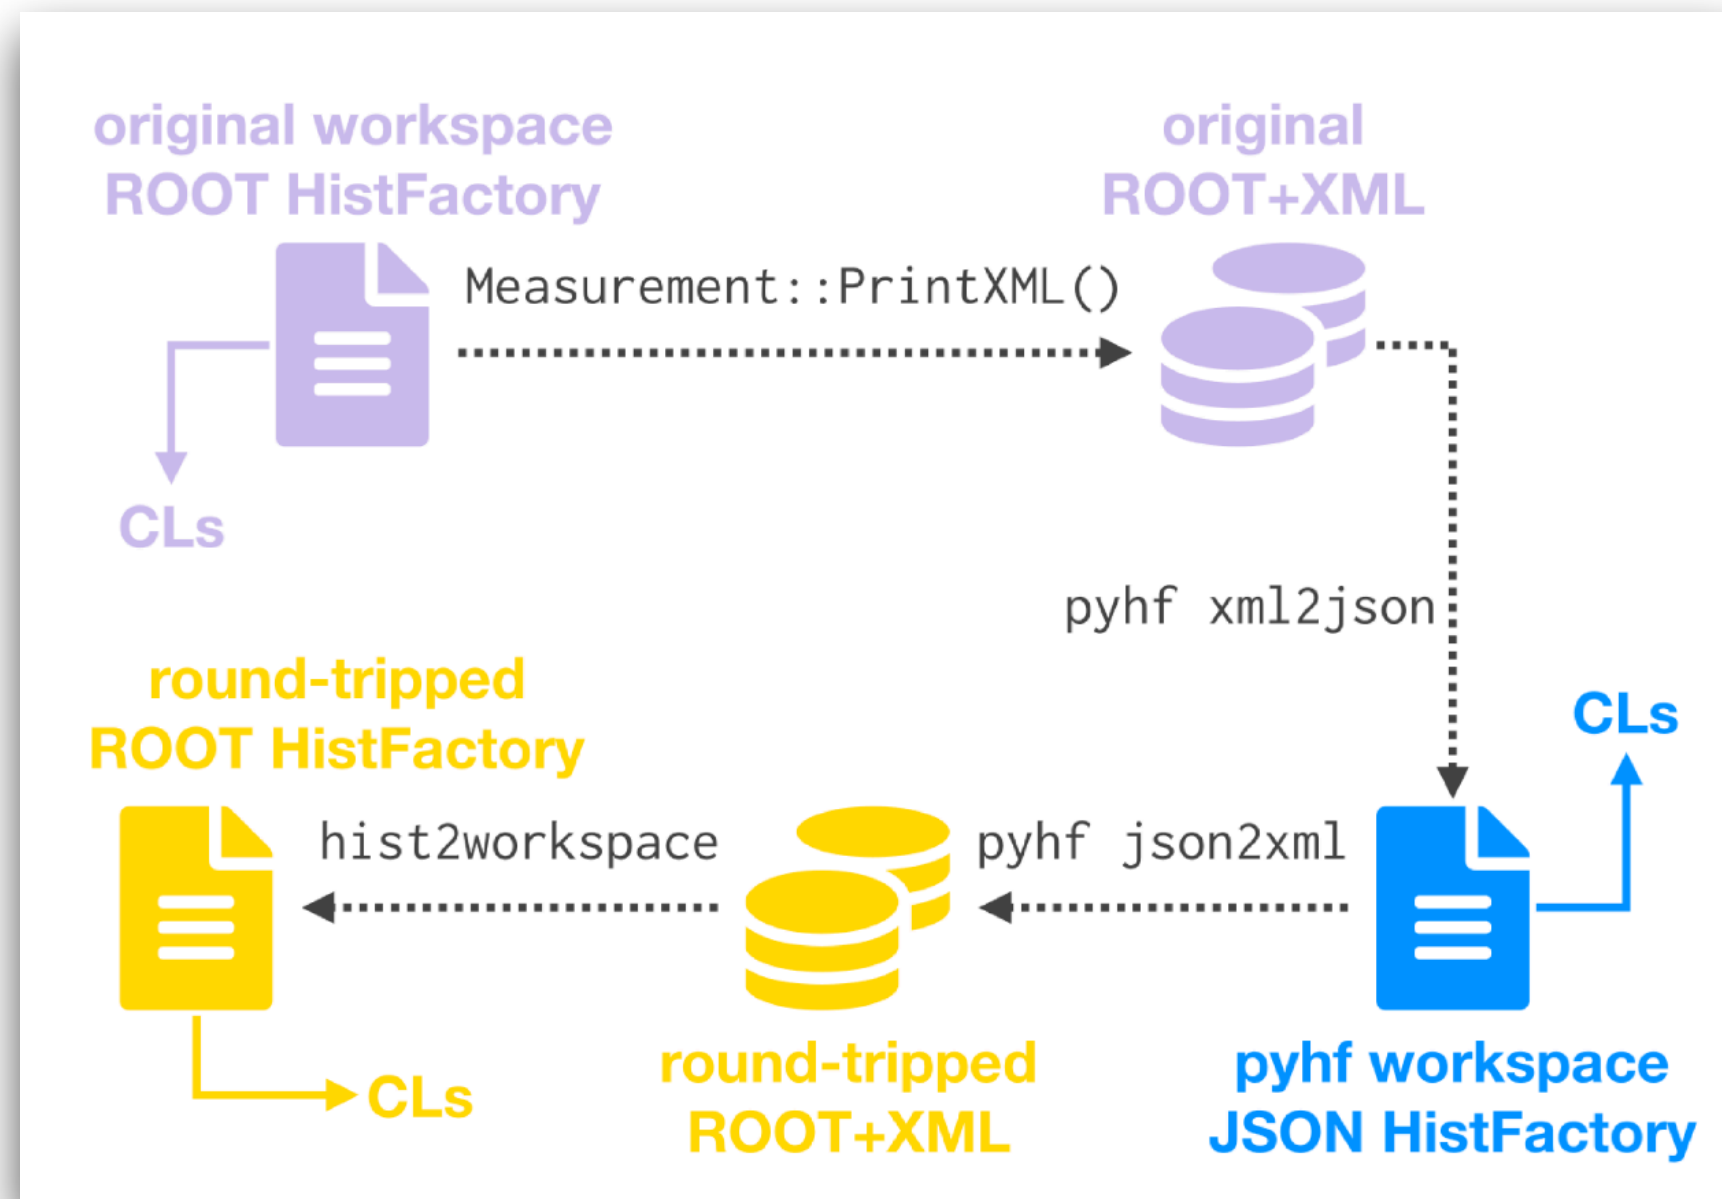 original workspace
ROOT HistFactory
original
ROOT+XML
Measurement::PrintXML()
CLs
pyhf xml2json
round-tripped
ROOT HistFactory
CLs
hist2workspace
pyhf json2xml
CLs
round-tripped
ROOT+XML
pyhf workspace
JSON HistFactory